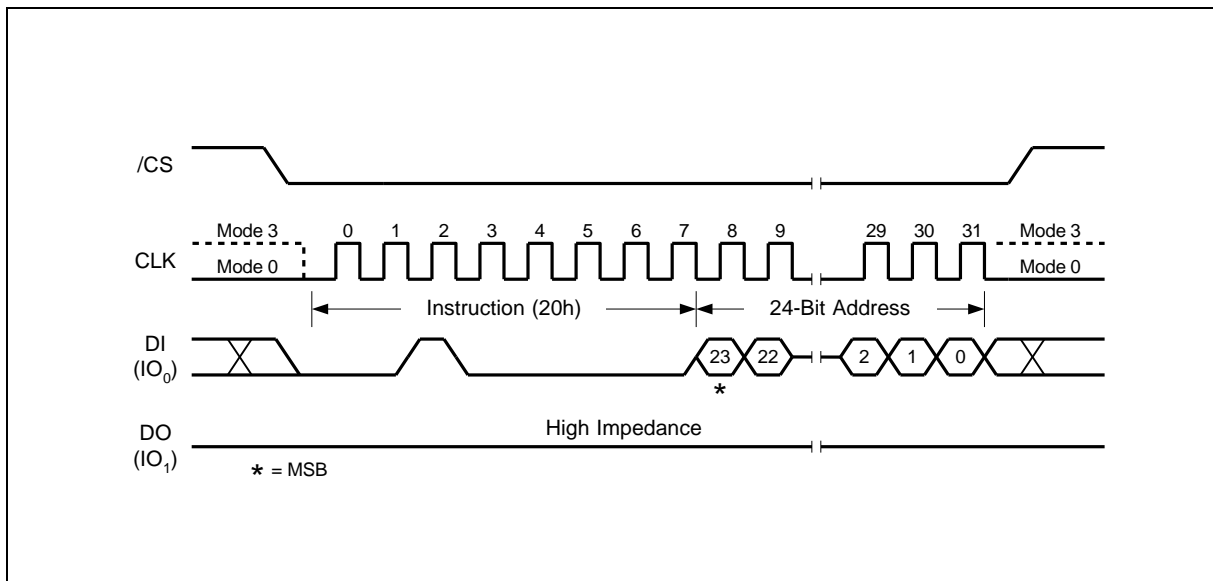 /CS
Mode 3
CLK
Mode 0
0 1 2 3 4 5 6 7 8 9 29 30 31
Mode 3
Mode 0
Instruction (20h)
24-Bit Address
DI
(IO₀)
23 22 2 1 0
*
High Impedance
DO
(IO₁)
* = MSB